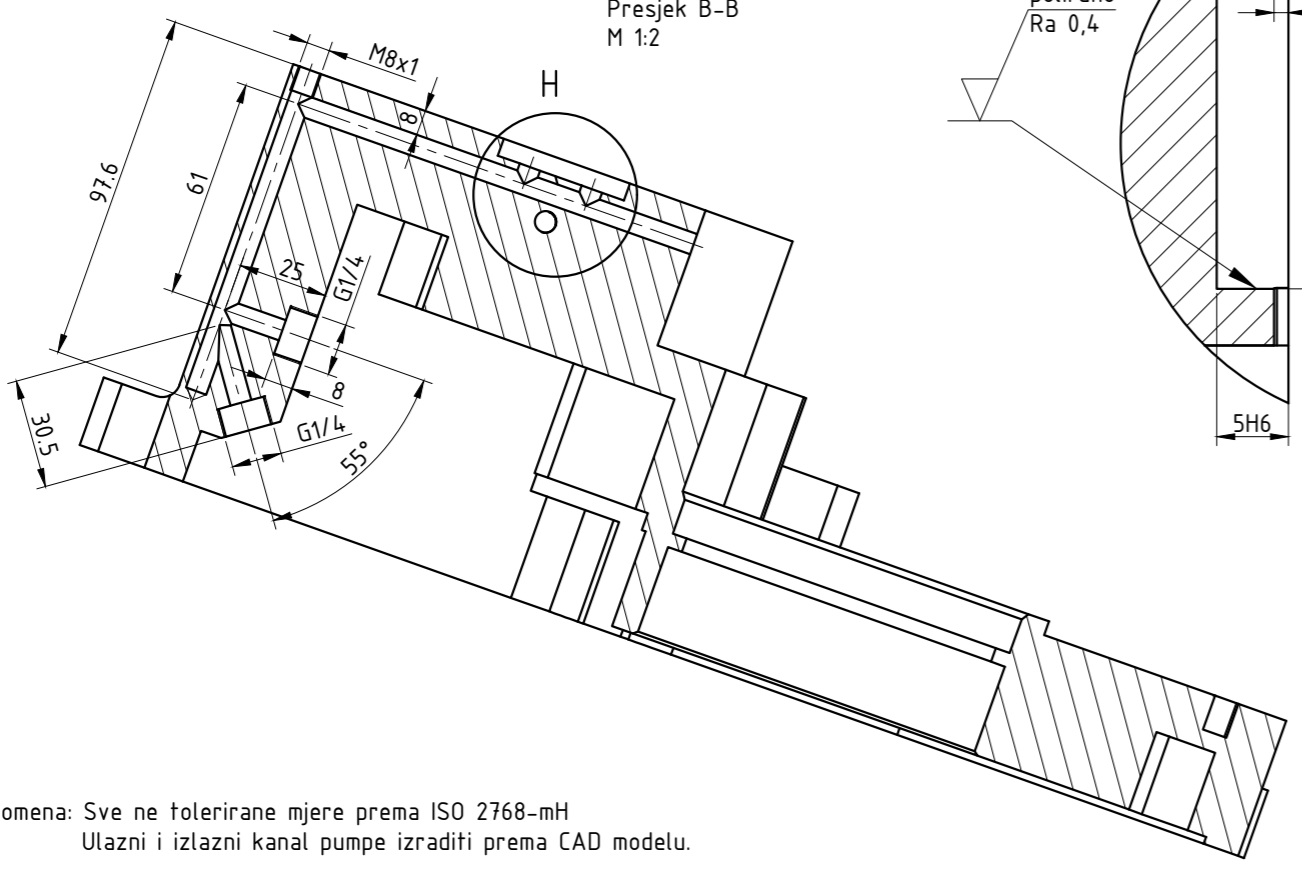 Presjek B-B
M 1:2
polirano
Ra 0,4
M8x1
H
8
97.6
61
25
G1/4
8
30.5
G1/4
55°
5H6
omena: Sve ne tolerirane mjere prema ISO 2768-mH
Ulazni i izlazni kanal pumpe izraditi prema CAD modelu.